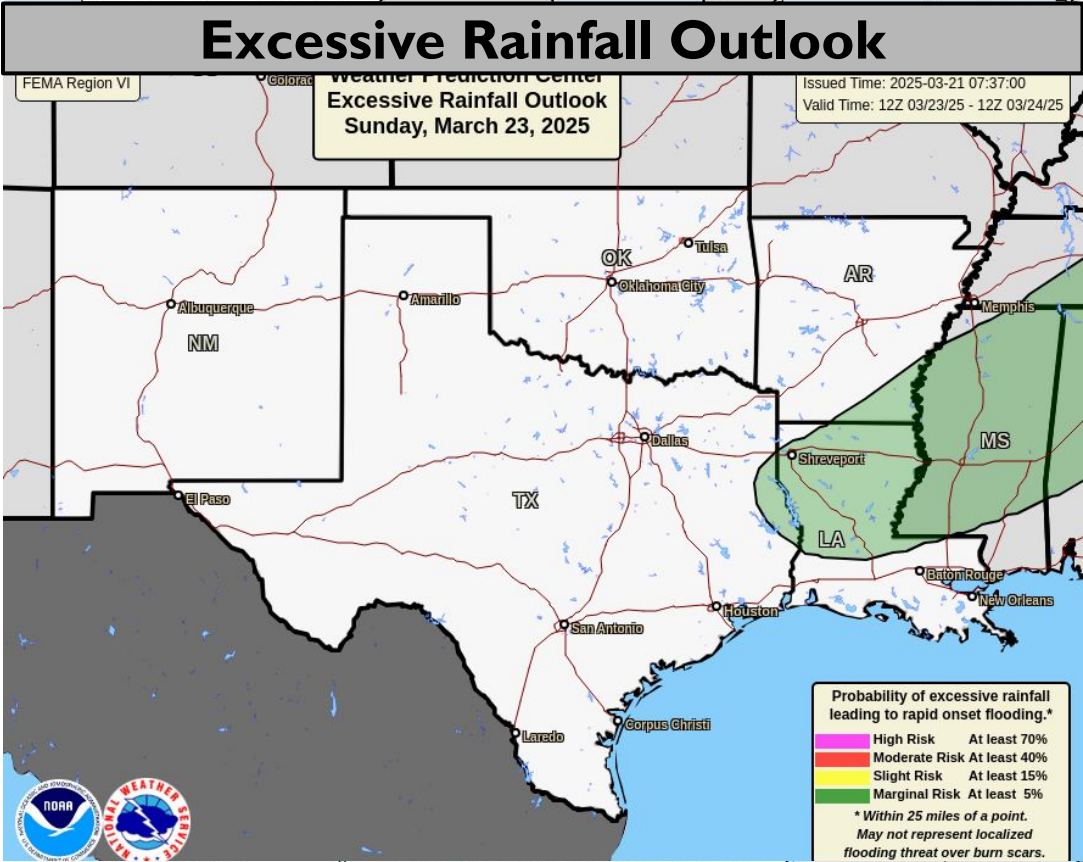 Excessive Rainfall Outlook
FEMA Region VI
Colorad
Weather Prediction Center
Excessive Rainfall Outlook
Sunday, March 23, 2025
Issued Time: 2025-03-21 07:37:00
Valid Time: 12Z 03/23/25 - 12Z 03/24/25
Tulsa
OK
AR
Oklahoma City
Amarillo
Albuquerque
Memphis
NM
Dallas
MS
Shreveport
El Paso
TX
LA
Baton Rouge
New Orleans
Houston
San Antonio
Corpus Christi
Laredo
Probability of excessive rainfall
leading to rapid onset flooding.*
High Risk At least 70%
Moderate Risk At least 40%
Slight Risk At least 15%
Marginal Risk At least 5%
* Within 25 miles of a point.
May not represent localized
flooding threat over burn scars.
NOAA
NATIONAL WEATHER SERVICE